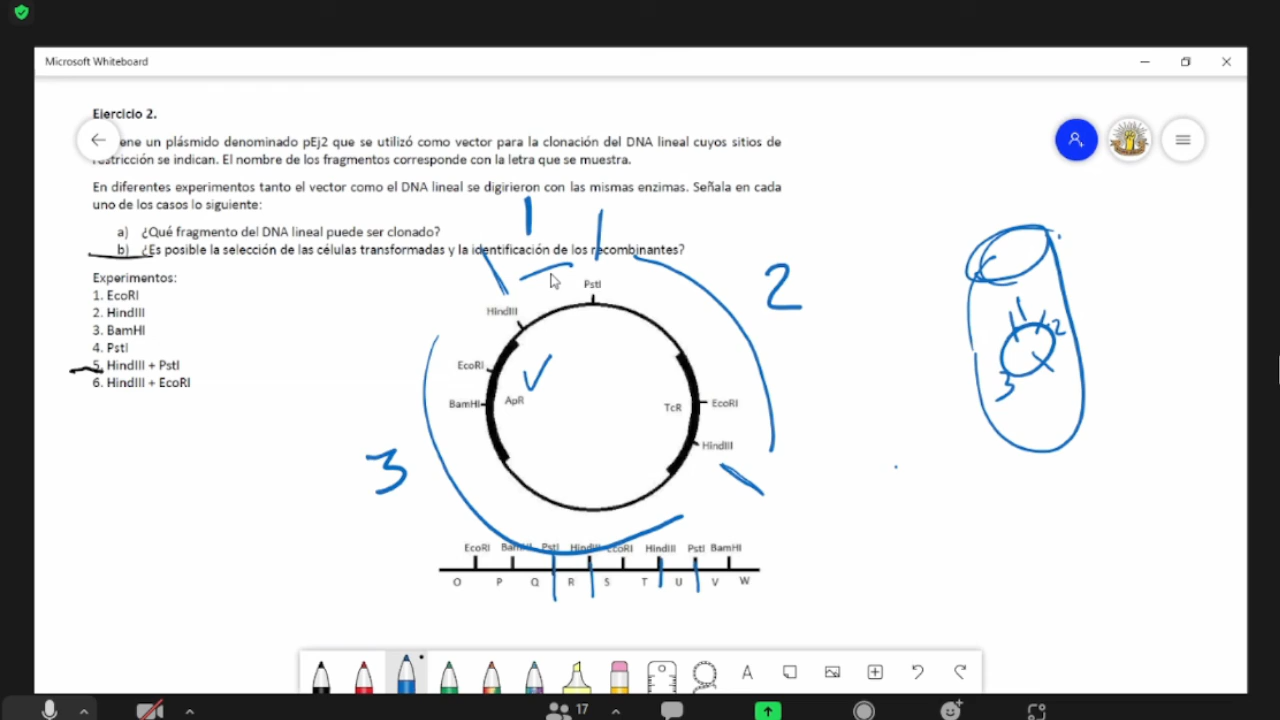 Microsoft Whiteboard
Ejercicio 2.
ene un plásmido denominado pEj2 que se utilizó como vector para la clonación del DNA lineal cuyos sitios de
restricción se indican. El nombre de los fragmentos corresponde con la letra que se muestra.
En diferentes experimentos tanto el vector como el DNA lineal se digirieron con las mismas enzimas. Señala en cada
uno de los casos lo siguiente:
a) ¿Qué fragmento del DNA lineal puede ser clonado?
b) ¿Es posible la selección de las células transformadas y la identificación de los recombinantes?
Experimentos:
1. EcoRI
2. HindIII
3. BamHI
4. PstI
5. HindIII + PstI
6. HindIII + EcoRI
1
2
3
PstI
HindIII
EcoRI
BamHI
ApR
TcR
EcoRI
HindIII
1
2
3
EcoRI BamHI PstI HindIII EcoRI HindIII PstI BamHI
O P Q R S T U V W
A
17